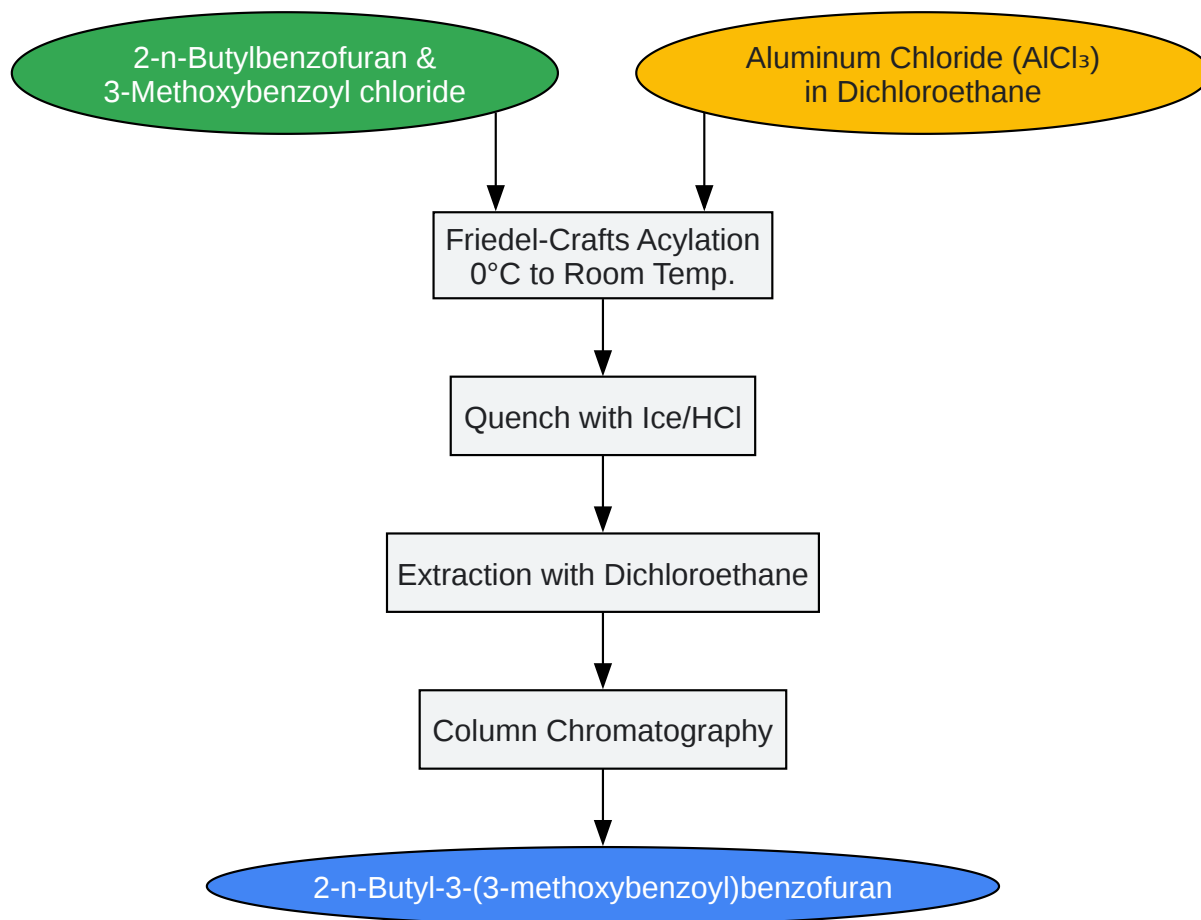 2-n-Butylbenzofuran &
3-Methoxybenzoyl chloride
Aluminum Chloride (AlCl₃)
in Dichloroethane
Friedel-Crafts Acylation
0°C to Room Temp.
Quench with Ice/HCl
Extraction with Dichloroethane
Column Chromatography
2-n-Butyl-3-(3-methoxybenzoyl)benzofuran